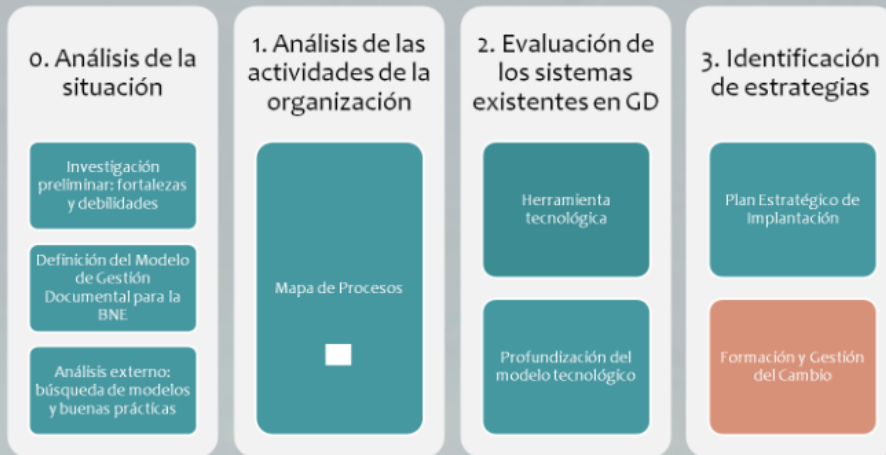 0. Análisis de la
situación
Investigación
preliminar: fortalezas
y debilidades
Definición del Modelo
de Gestión
Documental para la
BNE
Análisis externo:
búsqueda de modelos
y buenas prácticas
1. Análisis de las
actividades de la
organización
Mapa de Procesos
2. Evaluación de
los sistemas
existentes en GD
Herramienta
tecnológica
Profundización del
modelo tecnológico
3. Identificación
de estrategias
Plan Estratégico de
Implantación
Formación y Gestión
del Cambio